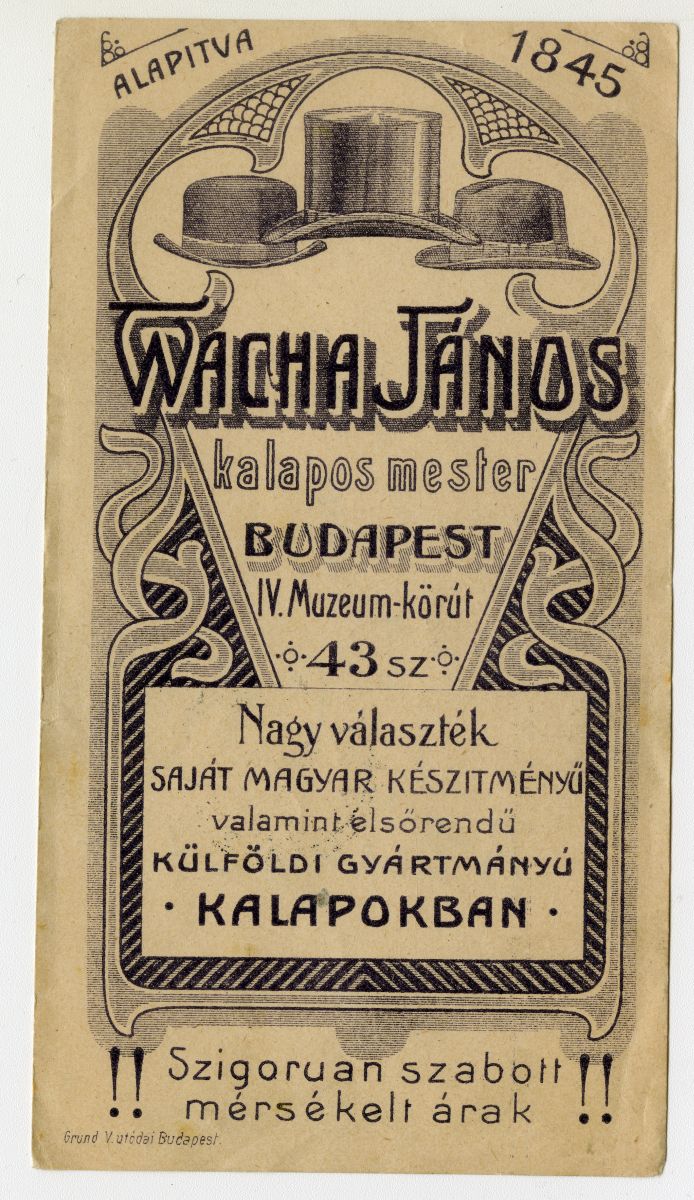 ALAPITVA 1845
WACHA JÁNOS
kalapos mester
BUDAPEST
IV. Muzeum-körút
43 SZ
Nagy választék
SAJÁT MAGYAR KÉSZITMÉNYŰ
valamint elsőrendű
KÜLFÖLDI GYÁRTMÁNYÚ
· KALAPOKBAN ·
!! Szigoruan szabott !!
mérsékelt árak
Grund V. utódai Budapest.